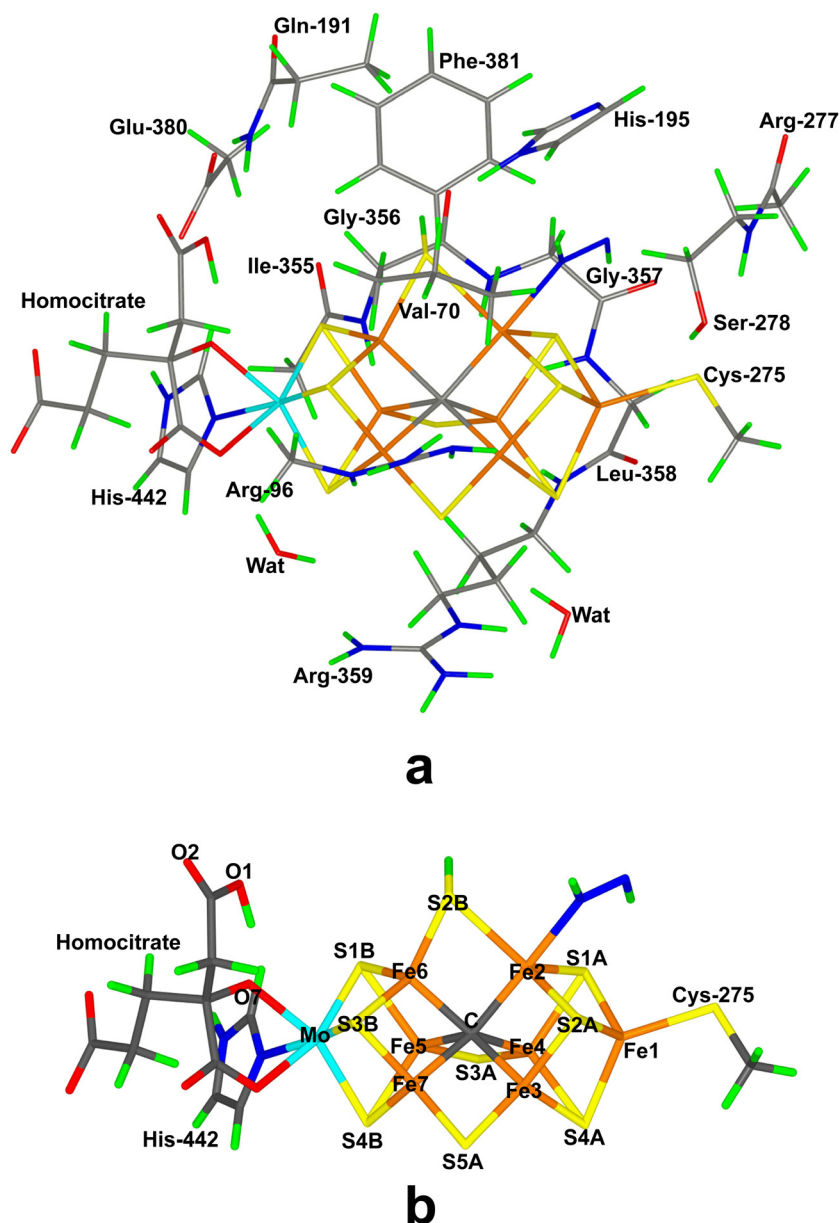 Gln-191
Phe-381
Glu-380
His-195
Arg-277
Gly-356
Ile-355
Gly-357
Homocitrate
Val-70
Ser-278
Cys-275
His-442
Arg-96
Leu-358
Wat
Wat
Arg-359
a
O2
O1
S2B
Homocitrate
S1B
Fe6
Fe2
S1A
Cys-275
O7
Mo
S3B
C
S2A
Fe5
Fe4
Fe1
S3A
Fe7
Fe3
His-442
S4B
S5A
S4A
b